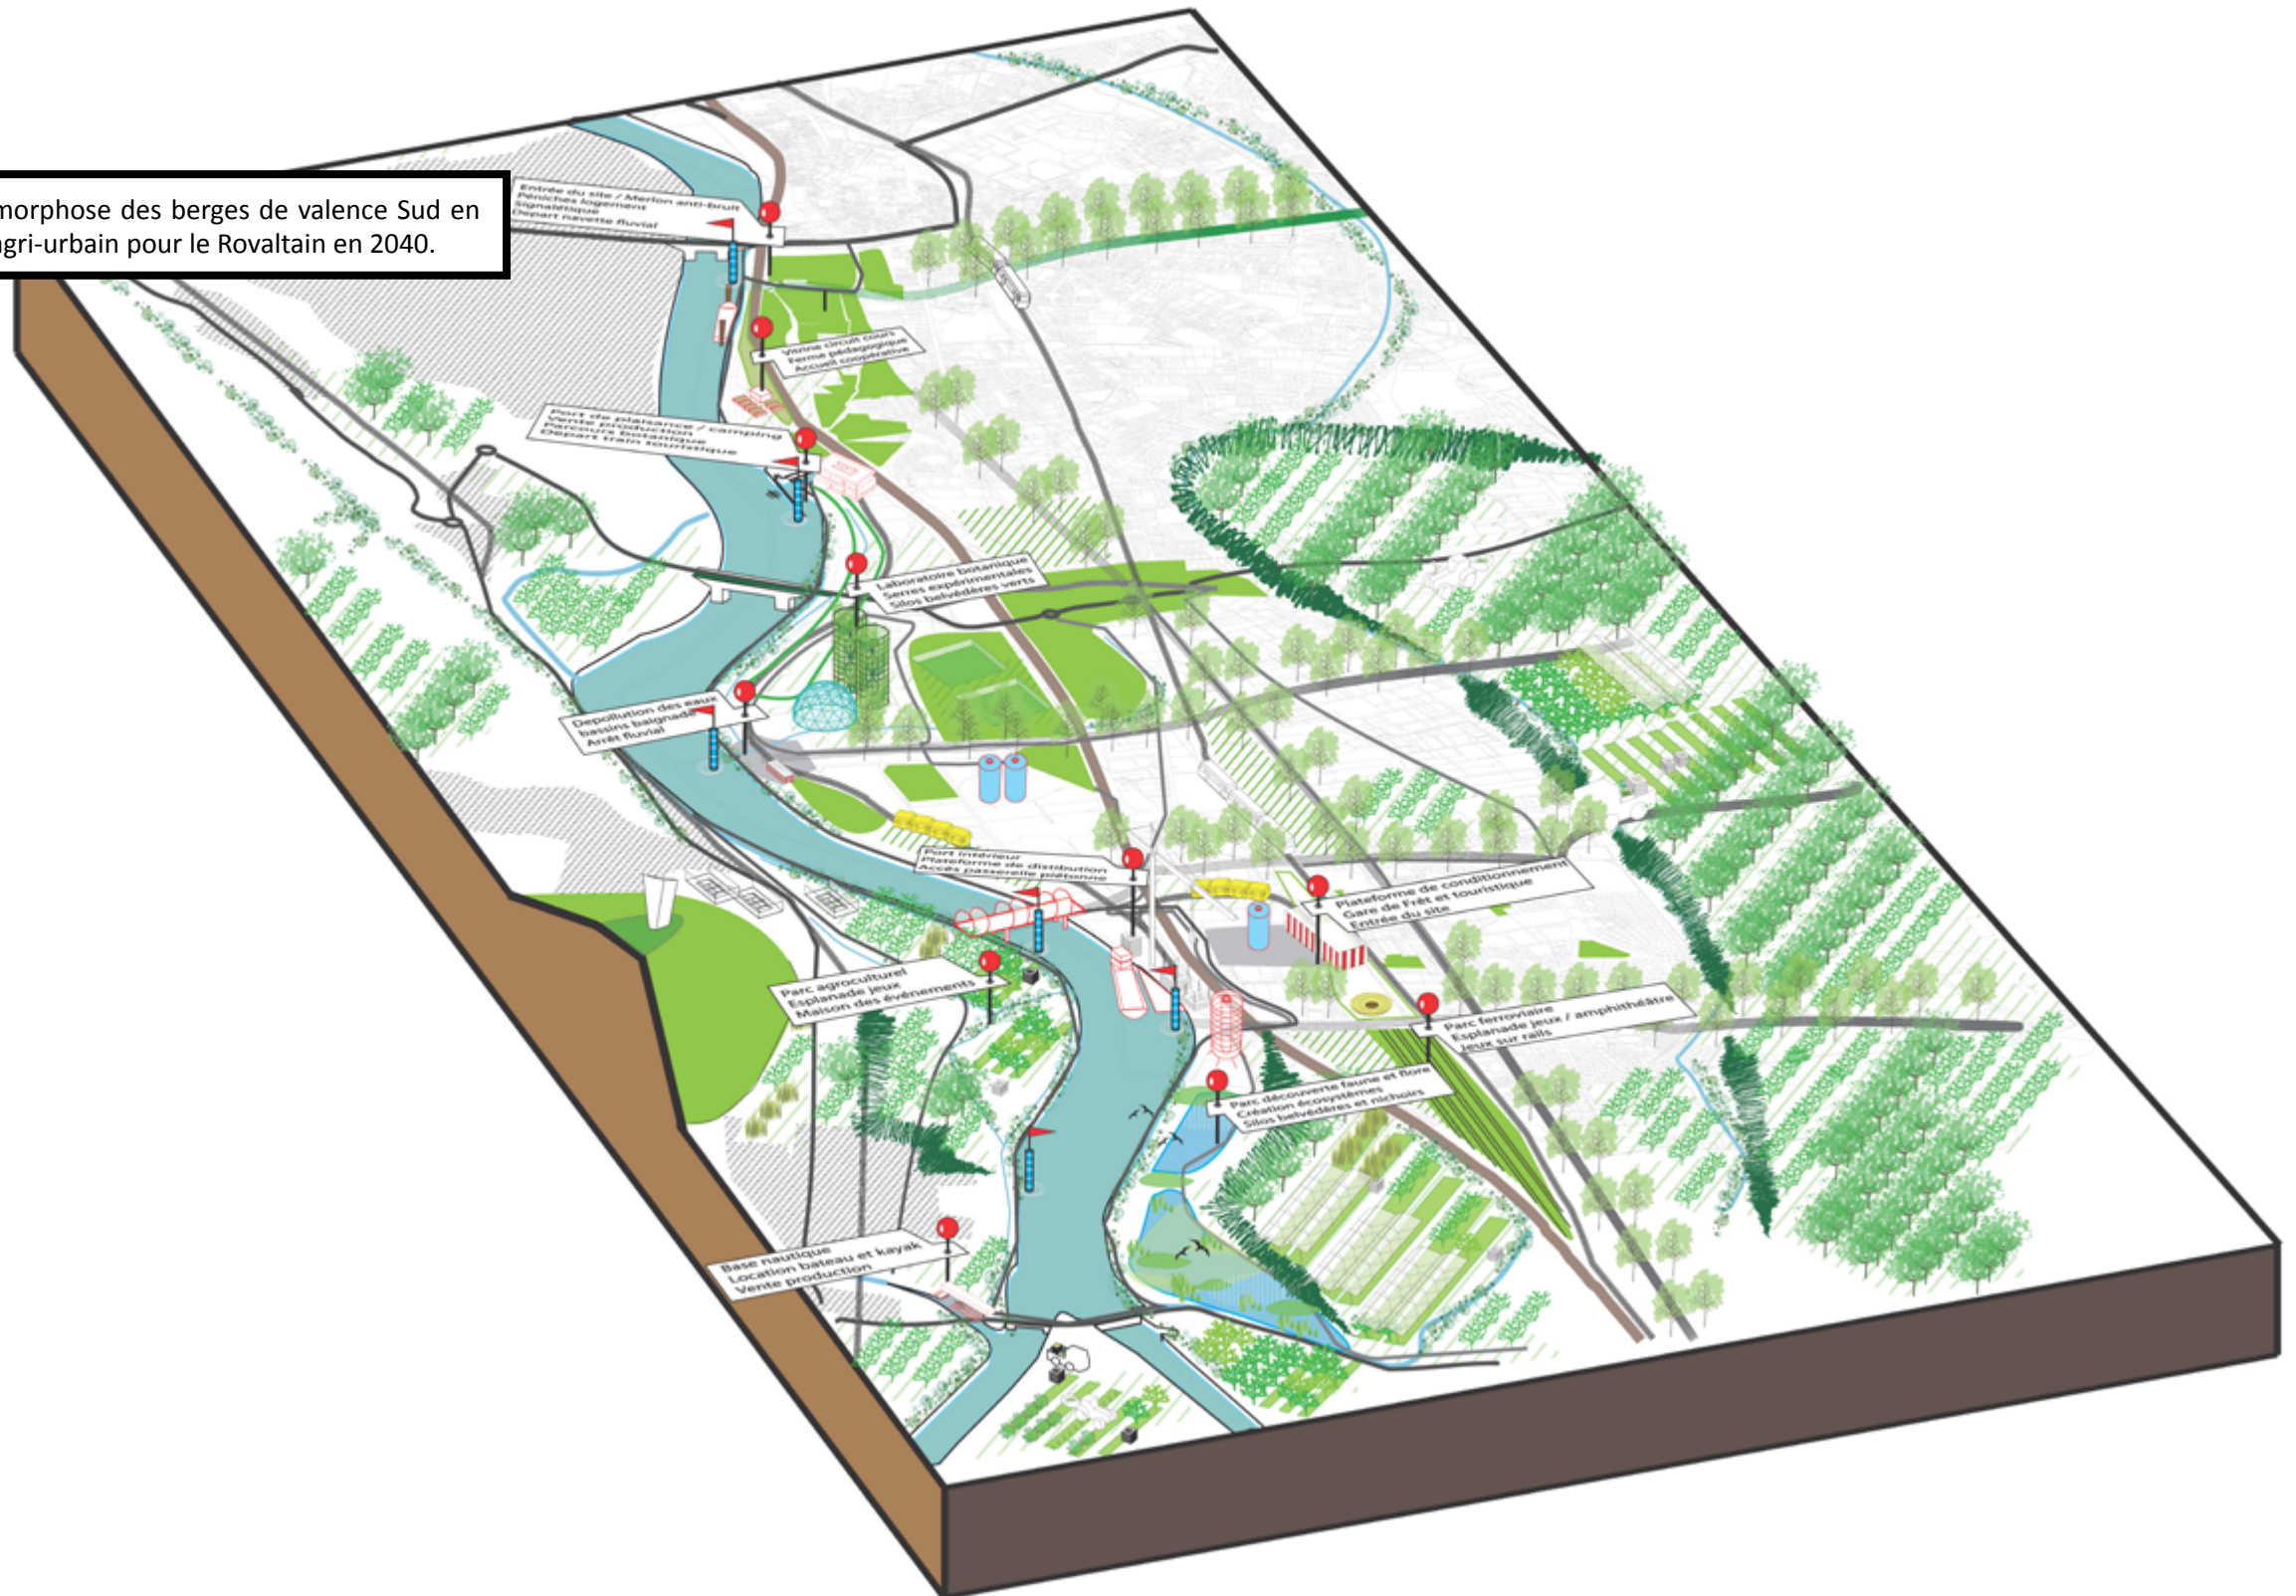 morphose des berges de valence Sud en
agri-urbain pour le Rovaltain en 2040.
Entrée du site / Merlon anti-bruit
Péniches logement
Signalétique
Départ navette fluvial
Vitrine circuit cours
Ferme pédagogique
Accueil coopérative
Port de plaisance / camping
Vente production
Parcours botanique
Départ train touristique
Laboratoire botanique
Serres expérimentales
Silos belvédères verts
Depollution des eaux
bassins baignade
Arrêt fluvial
Port intérieur
Plateforme de distribution
Accès passerelle piétonne
Plateforme de conditionnement
Gare de Frêt et touristique
Entrée du site
Parc agroculturel
Esplanade jeux
Maison des événements
Parc ferroviaire
Esplanade jeux / amphithéâtre
Jeux sur rails
Parc découverte faune et flore
Création écosystèmes
Silos belvédères et nichoirs
Base nautique
Location bateau et kayak
Vente production